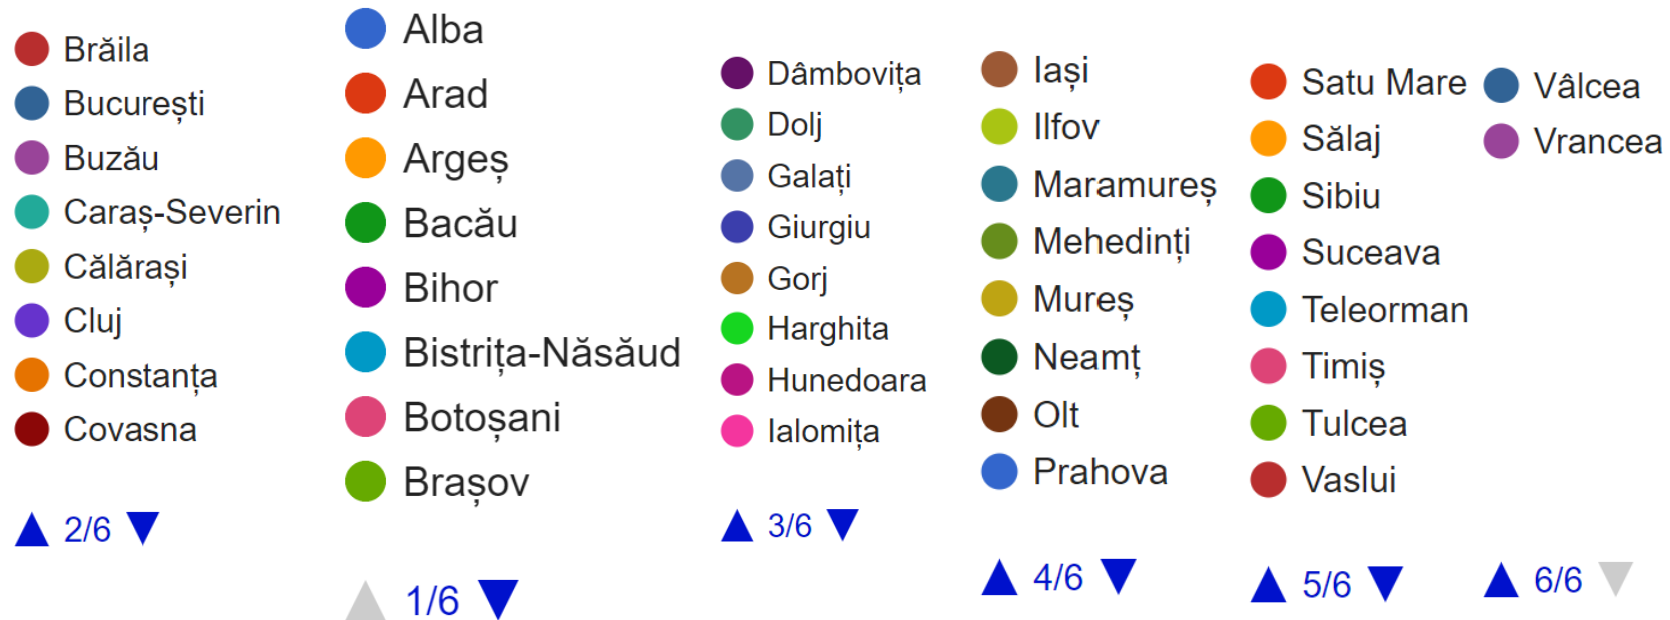 Brăila
București
Buzău
Caraș-Severin
Călărași
Cluj
Constanța
Covasna
2/6
Alba
Arad
Argeș
Bacău
Bihor
Bistrița-Năsăud
Botoșani
Brașov
1/6
Dâmbovița
Dolj
Galați
Giurgiu
Gorj
Harghita
Hunedoara
Ialomița
3/6
Iași
Ilfov
Maramureș
Mehedinți
Mureș
Neamț
Olt
Prahova
4/6
Satu Mare
Sălaj
Sibiu
Suceava
Teleorman
Timiș
Tulcea
Vaslui
5/6
Vâlcea
Vrancea
6/6